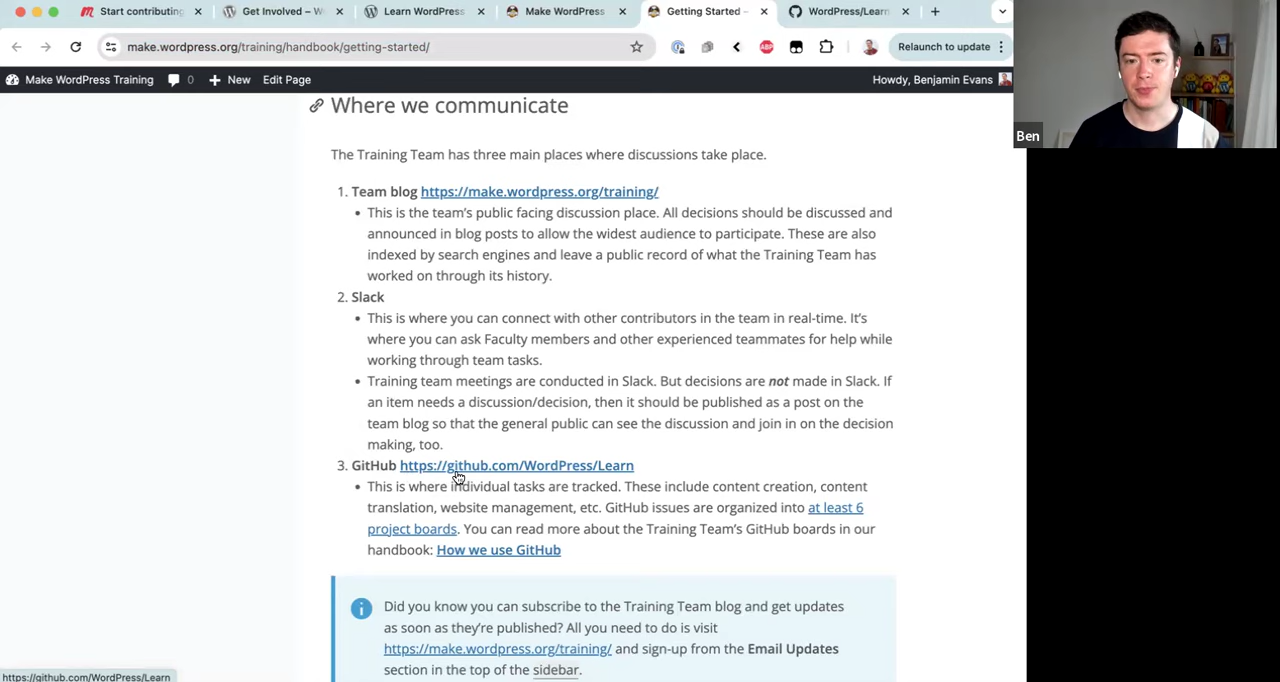 Start contributing
Get Involved – W
Learn WordPress
Make WordPress
Getting Started –
WordPress/Learn
make.wordpress.org/training/handbook/getting-started/
ABP
Relaunch to update
Make WordPress Training
0
New
Edit Page
Howdy, Benjamin Evans
Ben
Where we communicate
The Training Team has three main places where discussions take place.
1. Team blog https://make.wordpress.org/training/
• This is the team's public facing discussion place. All decisions should be discussed and
announced in blog posts to allow the widest audience to participate. These are also
indexed by search engines and leave a public record of what the Training Team has
worked on through its history.
2. Slack
• This is where you can connect with other contributors in the team in real-time. It's
where you can ask Faculty members and other experienced teammates for help while
working through team tasks.
• Training team meetings are conducted in Slack. But decisions are not made in Slack. If
an item needs a discussion/decision, then it should be published as a post on the
team blog so that the general public can see the discussion and join in on the decision
making, too.
3. GitHub https://github.com/WordPress/Learn
• This is where individual tasks are tracked. These include content creation, content
translation, website management, etc. GitHub issues are organized into at least 6
project boards. You can read more about the Training Team's GitHub boards in our
handbook: How we use GitHub
Did you know you can subscribe to the Training Team blog and get updates
as soon as they're published? All you need to do is visit
https://make.wordpress.org/training/ and sign-up from the Email Updates
section in the top of the sidebar.
https://github.com/WordPress/Learn